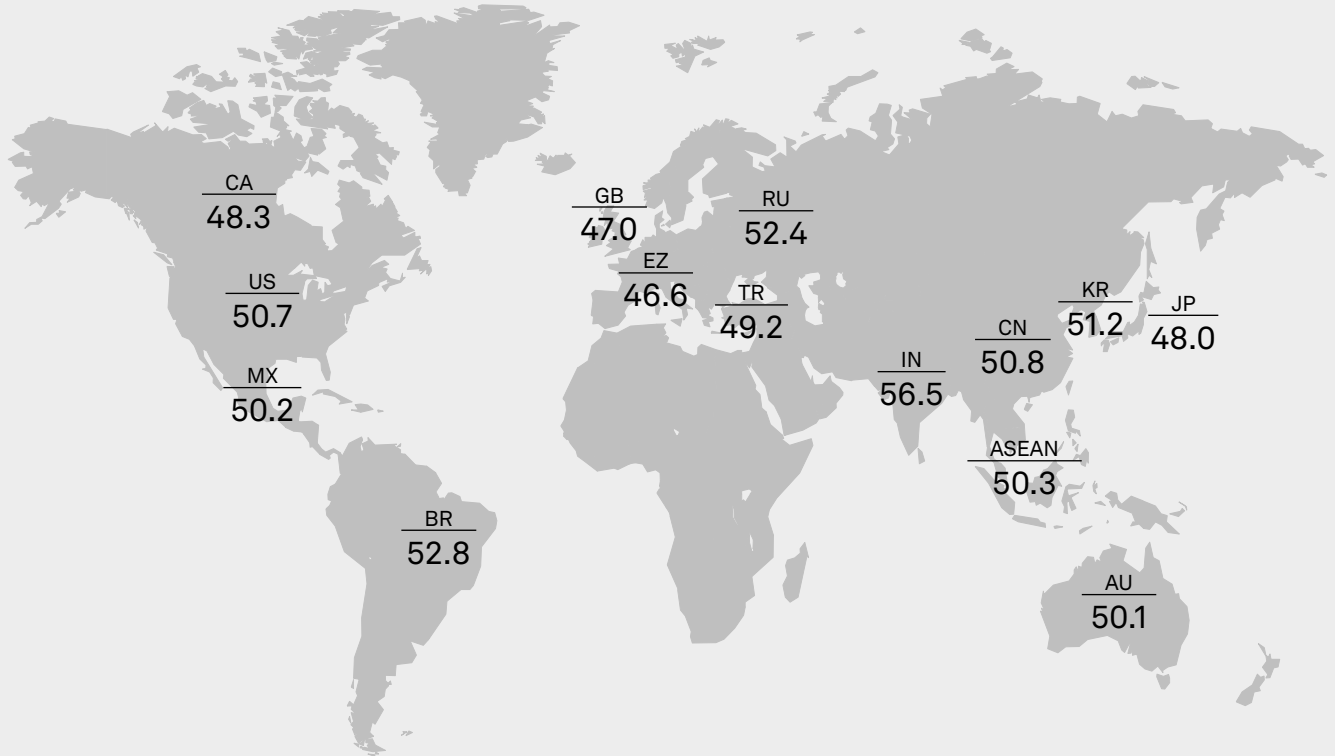 CA
48.3
GB
47.0
RU
52.4
EZ
46.6
US
50.7
TR
49.2
KR
51.2
JP
48.0
CN
50.8
IN
56.5
MX
50.2
ASEAN
50.3
BR
52.8
AU
50.1